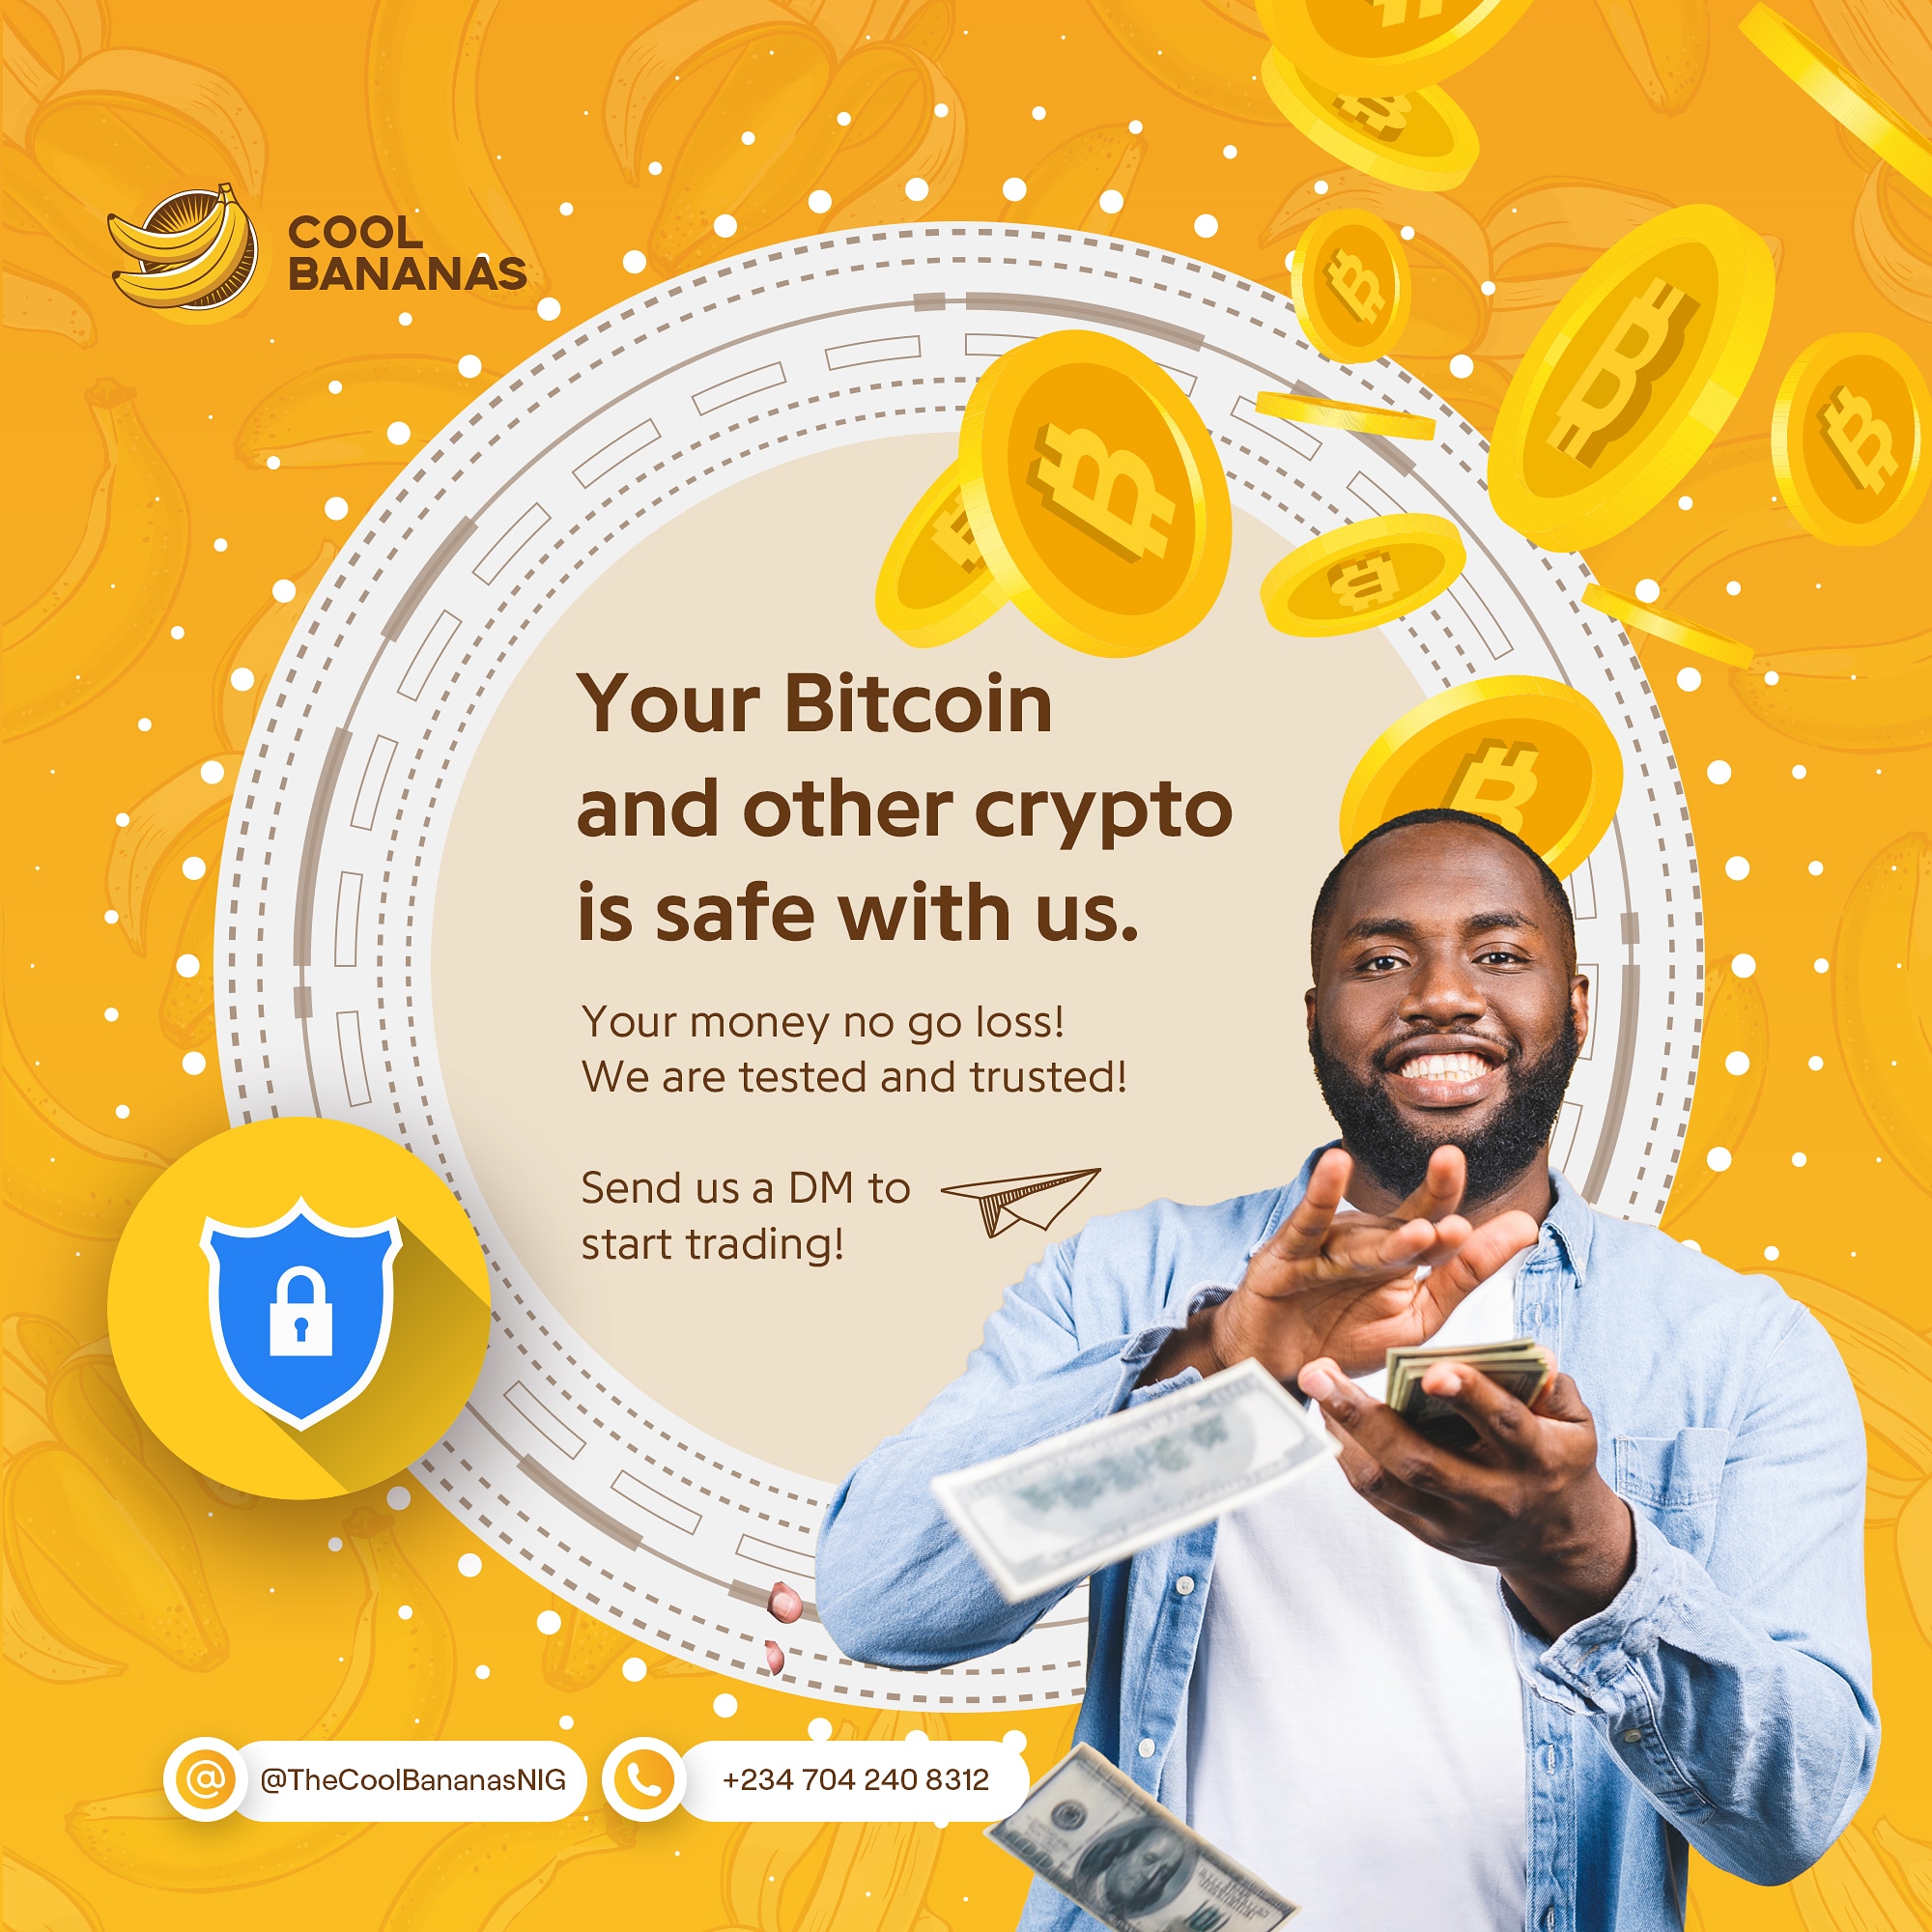 COOL
BANANAS
Your Bitcoin
and other crypto
is safe with us.
Your money no go loss!
We are tested and trusted!
Send us a DM to
start trading!
@TheCoolBananasNIG
+234 704 240 8312